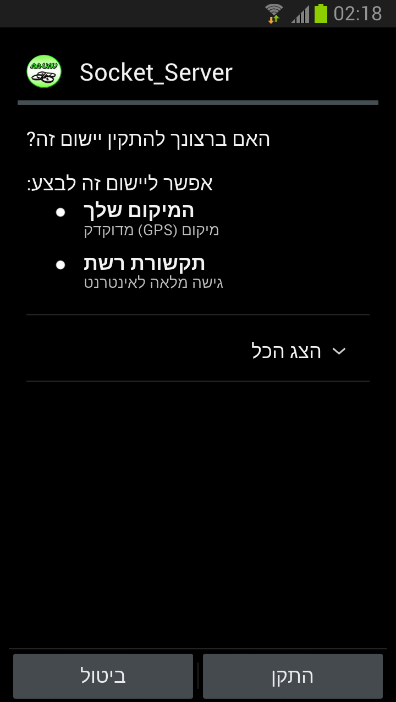 02:18
Socket_Server
האם ברצונך להתקין יישום זה?
אפשר ליישום זה לבצע:
המיקום שלך
מיקום (GPS) מדוקדק
תקשורת רשת
גישה מלאה לאינטרנט
הצג הכל
ביטול
התקן